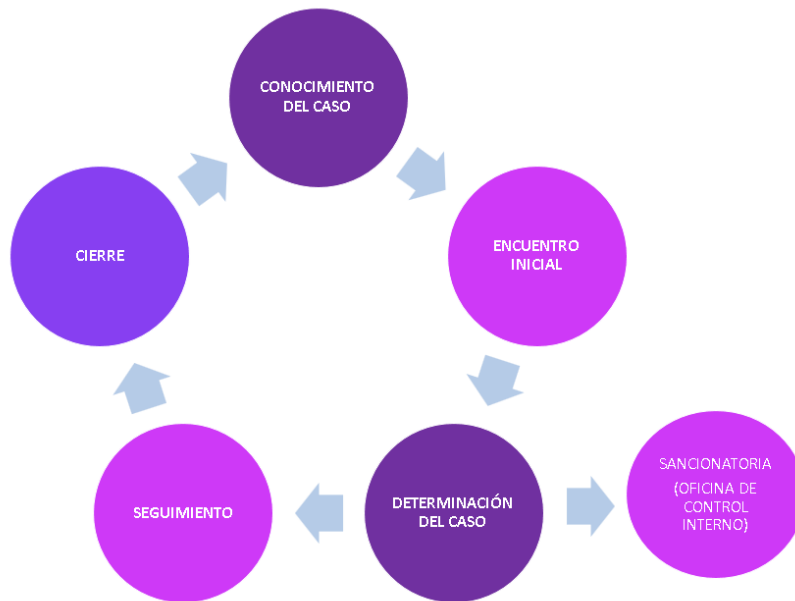 CONOCIMIENTO
DEL CASO
ENCUENTRO
INICIAL
DETERMINACIÓN
DEL CASO
SANCIONATORIA
(OFICINA DE
CONTROL
INTERNO)
SEGUIMIENTO
CIERRE